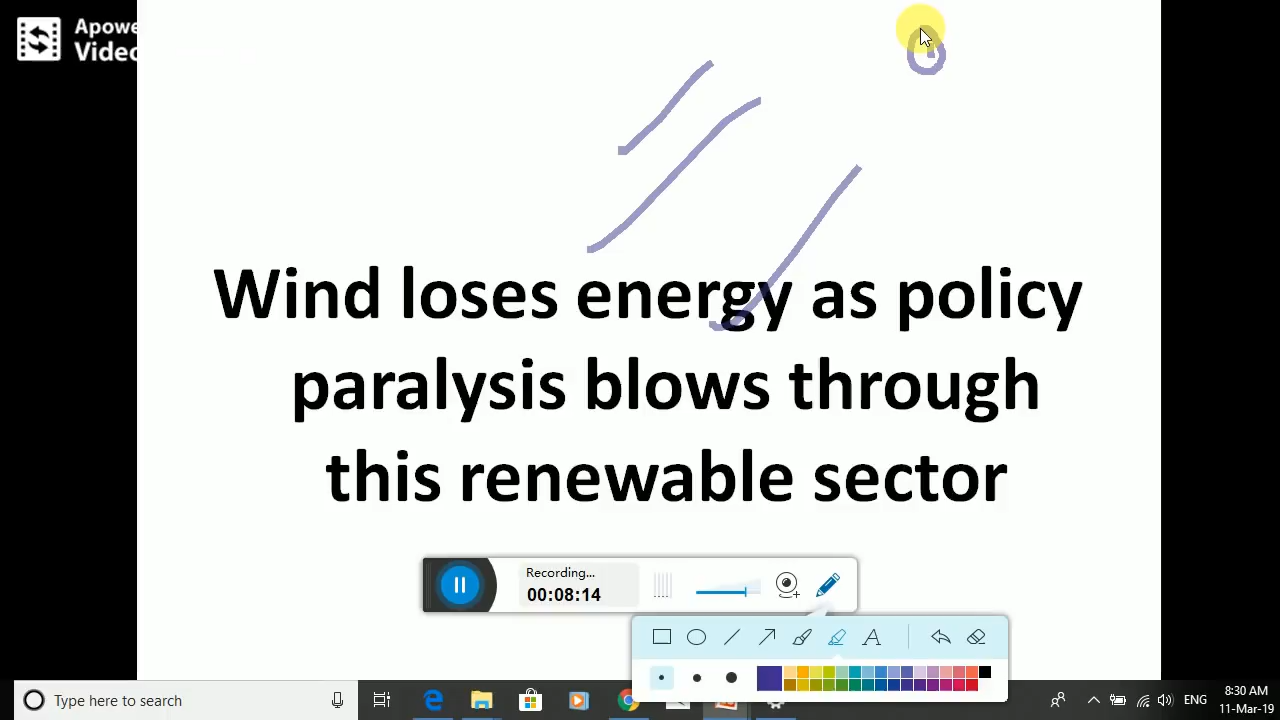 Apowe
Video
Wind loses energy as policy
paralysis blows through
this renewable sector
Recording...
00:08:14
A
Type here to search
ENG
8:30 AM
11-Mar-19